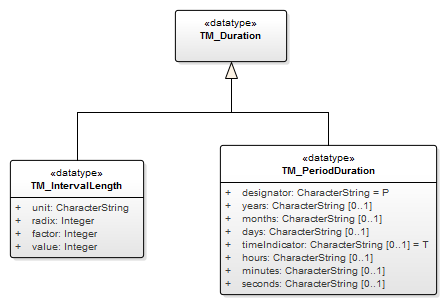 «datatype»
TM_Duration
«datatype»
TM_IntervalLength
+ unit: CharacterString
+ radix: Integer
+ factor: Integer
+ value: Integer
«datatype»
TM_PeriodDuration
+ designator: CharacterString = P
+ years: CharacterString [0..1]
+ months: CharacterString [0..1]
+ days: CharacterString [0..1]
+ timeIndicator: CharacterString [0..1] = T
+ hours: CharacterString [0..1]
+ minutes: CharacterString [0..1]
+ seconds: CharacterString [0..1]